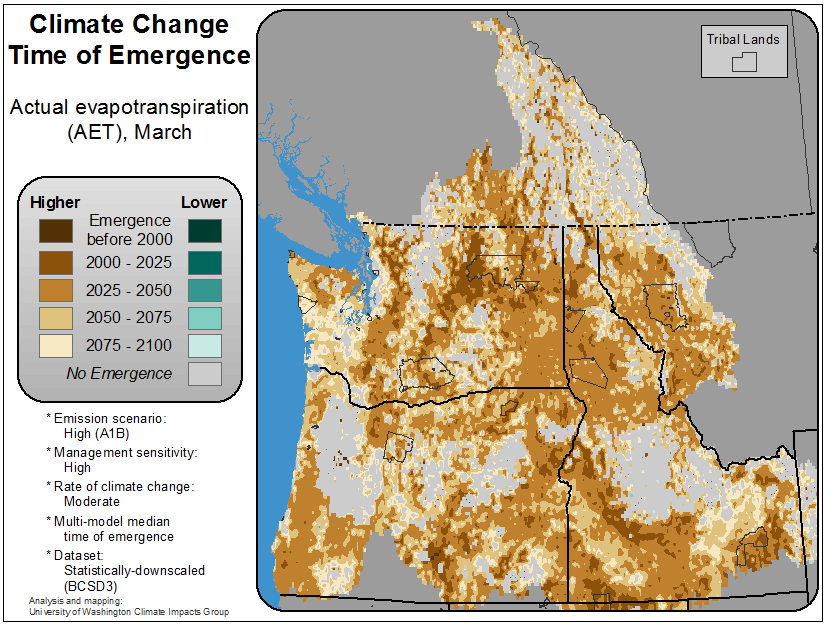 Climate Change
Time of Emergence
Actual evapotranspiration
(AET), March
Higher
Lower
Emergence
before 2000
2000 - 2025
2025 - 2050
2050 - 2075
2075 - 2100
No Emergence
* Emission scenario:
High (A1B)
* Management sensitivity:
High
* Rate of climate change:
Moderate
* Multi-model median
time of emergence
* Dataset:
Statistically-downscaled
(BCSD3)
Analysis and mapping:
University of Washington Climate Impacts Group
Tribal Lands